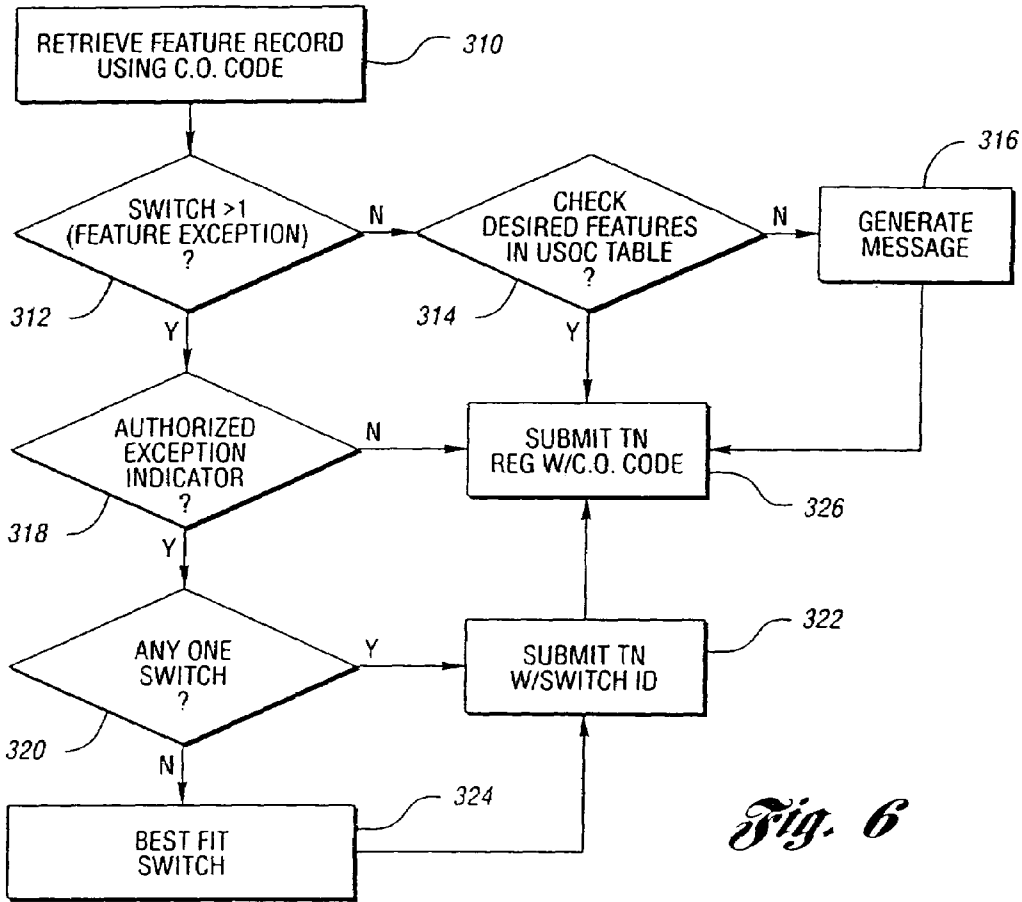 RETRIEVE FEATURE RECORD
USING C.O. CODE
310
SWITCH >1
(FEATURE EXCEPTION)
?
312
N
Y
CHECK
DESIRED FEATURES
IN USOC TABLE
?
314
N
Y
GENERATE
MESSAGE
316
AUTHORIZED
EXCEPTION
INDICATOR
?
318
N
Y
SUBMIT TN
REG W/C.O. CODE
326
ANY ONE
SWITCH
?
320
Y
N
SUBMIT TN
W/SWITCH ID
322
BEST FIT
SWITCH
324
Fig. 6